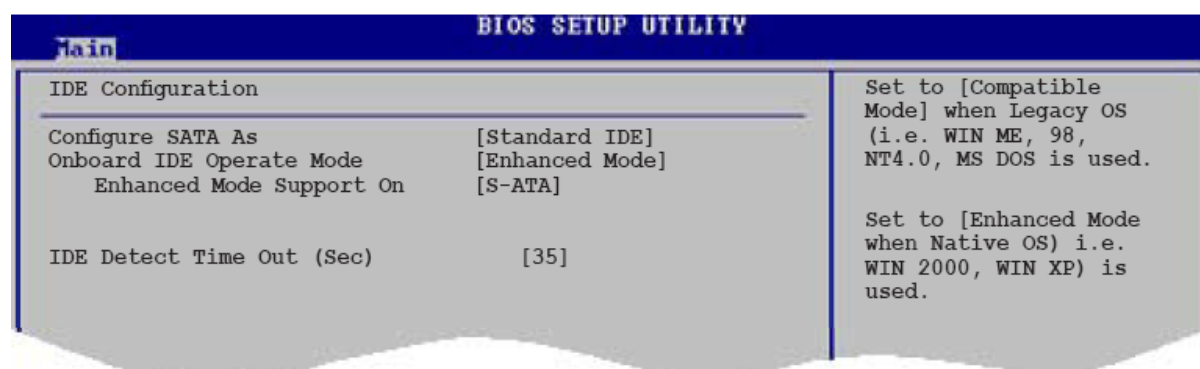 BIOS SETUP UTILITY
Main
IDE Configuration
Configure SATA As [Standard IDE]
Onboard IDE Operate Mode [Enhanced Mode]
Enhanced Mode Support On [S-ATA]
IDE Detect Time Out (Sec) [35]
Set to [Compatible
Mode] when Legacy OS
(i.e. WIN ME, 98,
NT4.0, MS DOS is used.
Set to [Enhanced Mode
when Native OS) i.e.
WIN 2000, WIN XP) is
used.